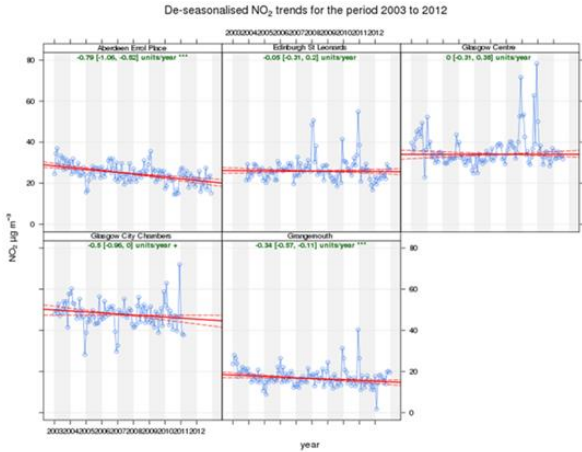 De-seasonalised NO₂ trends for the period 2003 to 2012
2003200420052006200720082009201020112012
Aberdeen Errol Place
Edinburgh St Leonards
Glasgow Centre
-0.79 [-1.06, -0.52] units/year ***
-0.05 [-0.31, 0.2] units/year
0 [-0.31, 0.38] units/year
80
60
40
20
0
NO₂ µg m⁻³
Glasgow City Chambers
Grangemouth
-0.5 [-0.96, 0] units/year +
-0.34 [-0.57, -0.11] units/year ***
80
60
40
20
0
2003200420052006200720082009201020112012
year